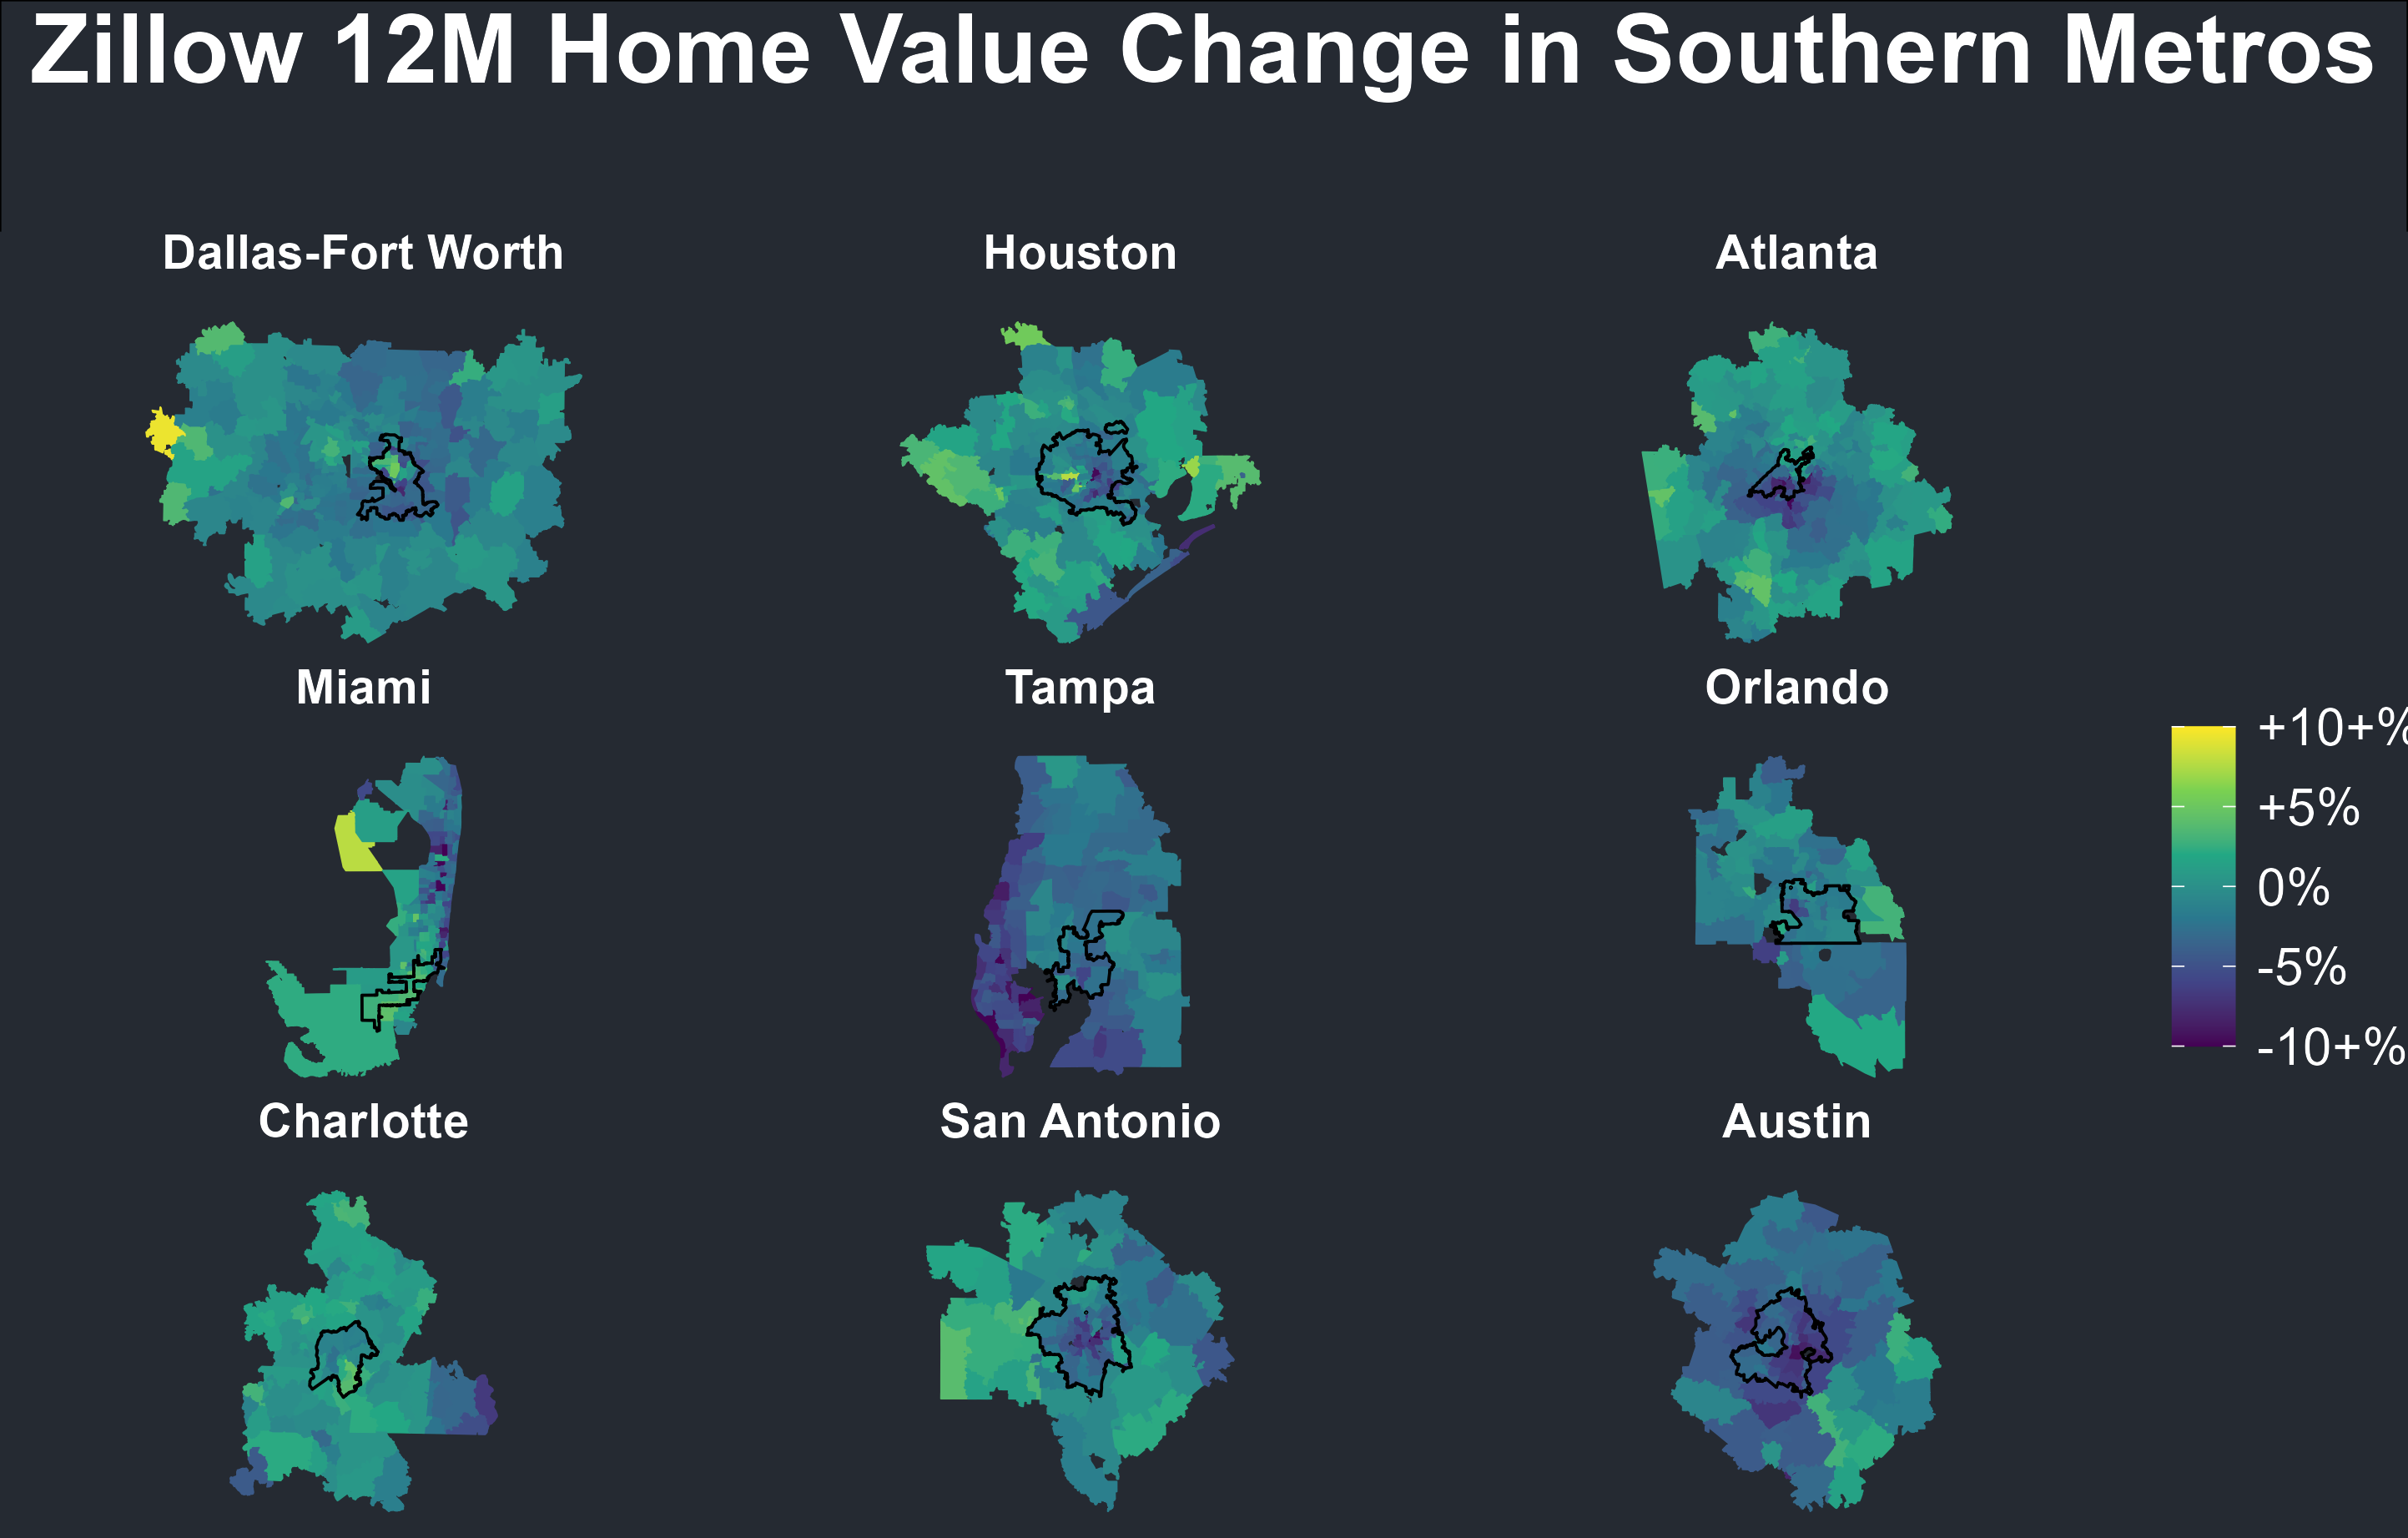 Zillow 12M Home Value Change in Southern Metros
Dallas-Fort Worth
Houston
Atlanta
Miami
Tampa
Orlando
+10+%
+5%
0%
-5%
-10+%
Charlotte
San Antonio
Austin